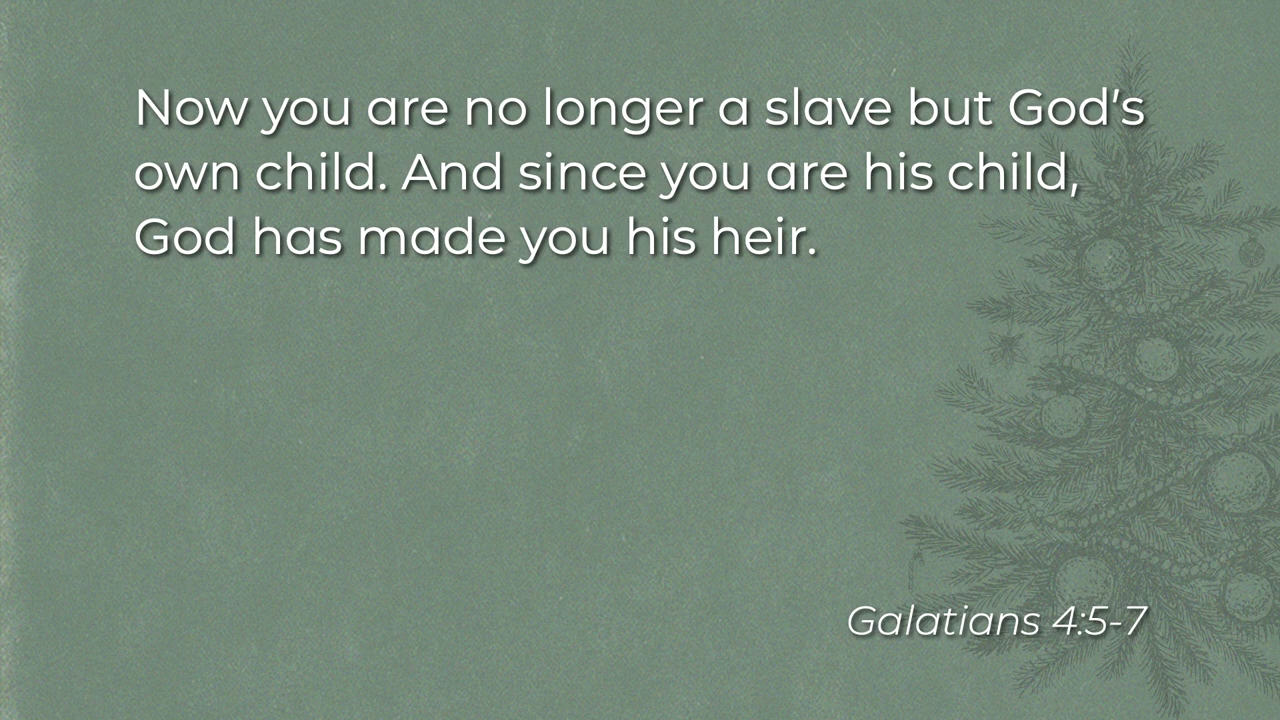 Now you are no longer a slave but God's
own child. And since you are his child,
God has made you his heir.
Galatians 4:5-7